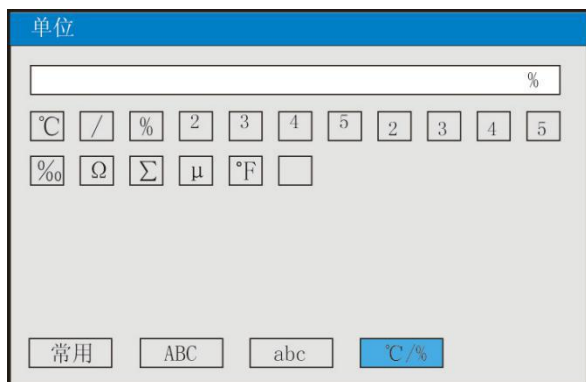 单位
%
℃ / % ² ³ ⁴ ⁵ ₂ ₃ ₄ ₅
‰ Ω Σ μ °F
常用 ABC abc ℃/%